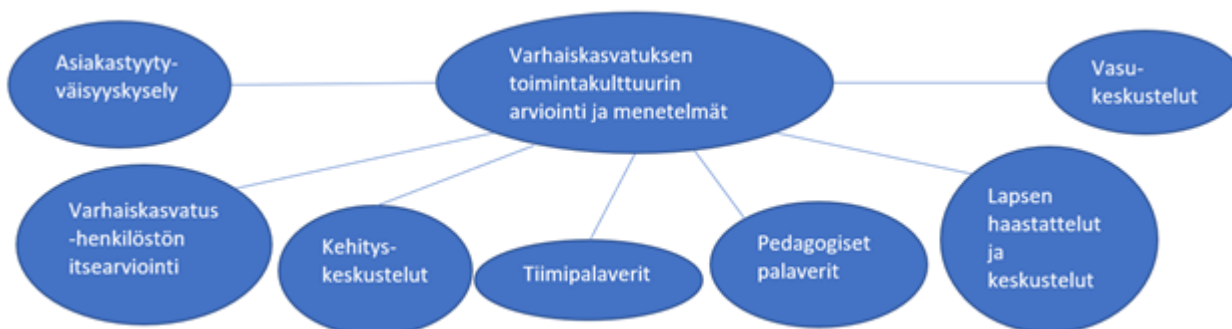 Asiakastyyty-
väisyyskysely
Varhaiskasvatuksen
toimintakulttuurin
arviointi ja menetelmät
Vasu-
keskustelut
Varhaiskasvatus
-henkilöstön
itsearviointi
Kehitys-
keskustelut
Tiimipalaverit
Pedagogiset
palaverit
Lapsen
haastattelut
ja
keskustelut